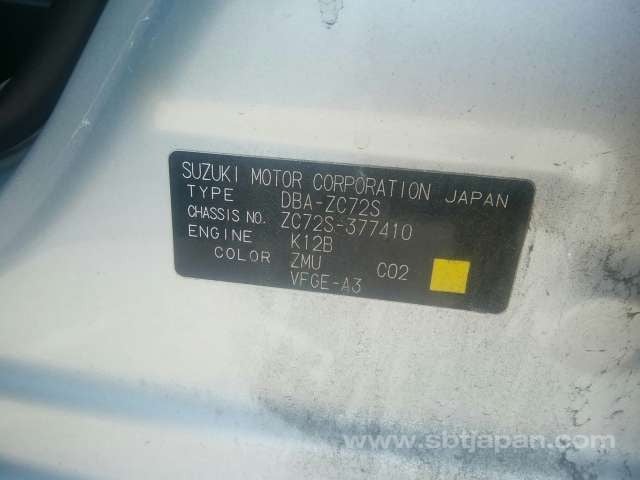 SUZUKI MOTOR CORPORATION JAPAN
TYPE DBA-ZC72S
CHASSIS NO. ZC72S-377410
ENGINE K12B
COLOR ZMU C02
VFGE-A3
www.sbtjapan.com